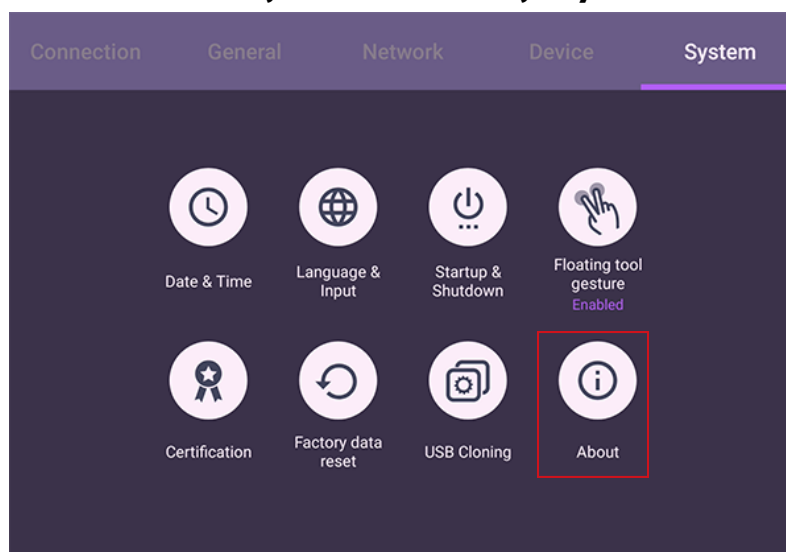 Connection General Network Device System
Date & Time
Language &
Input
Startup &
Shutdown
Floating tool
gesture
Enabled
Certification
Factory data
reset
USB Cloning
About